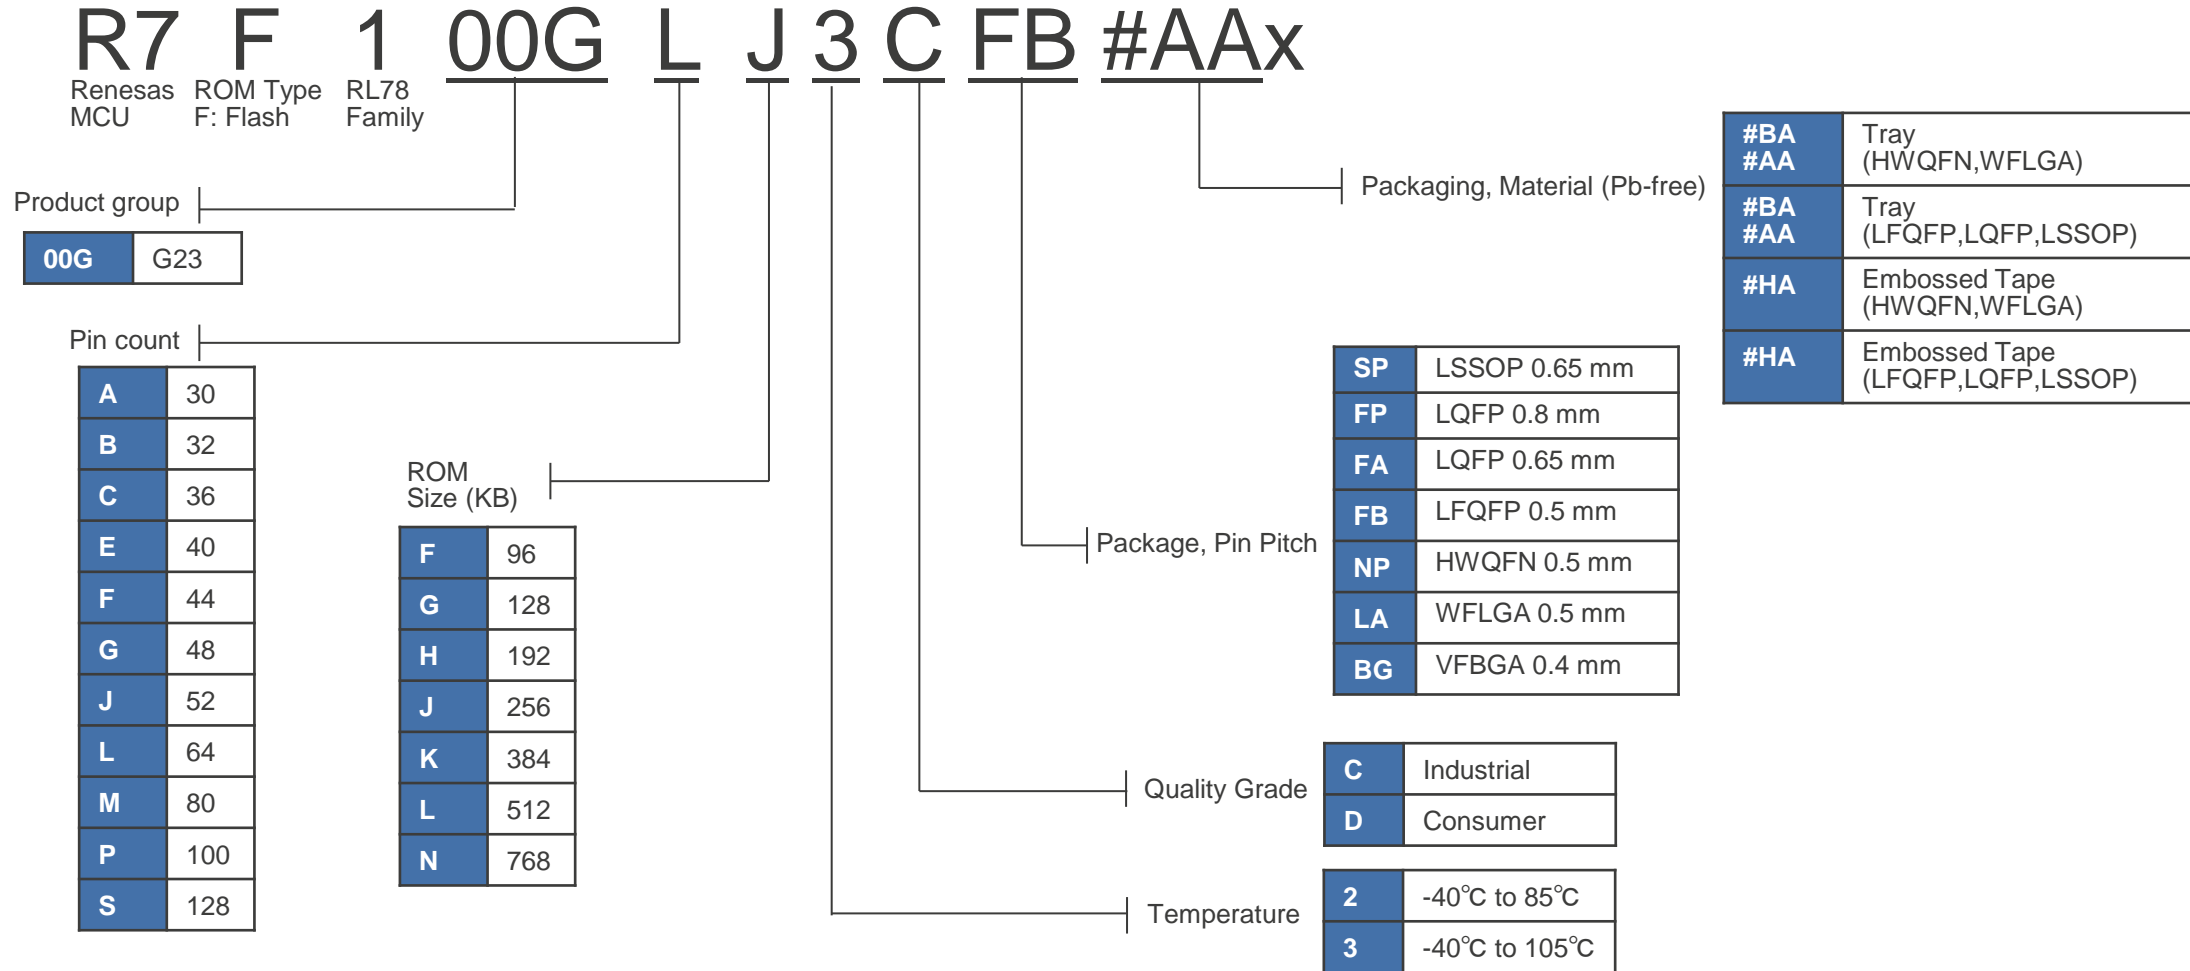 R7 F 1 00G L J 3 C FB #AAx
Renesas ROM Type RL78
MCU F: Flash Family
Product group
00G G23
Pin count
A 30
B 32
C 36
E 40
F 44
G 48
J 52
L 64
M 80
P 100
S 128
ROM
Size (KB)
F 96
G 128
H 192
J 256
K 384
L 512
N 768
Packaging, Material (Pb-free)
#BA Tray
#AA (HWQFN,WFLGA)
#BA Tray
#AA (LFQFP,LQFP,LSSOP)
#HA Embossed Tape
(HWQFN,WFLGA)
#HA Embossed Tape
(LFQFP,LQFP,LSSOP)
Package, Pin Pitch
SP LSSOP 0.65 mm
FP LQFP 0.8 mm
FA LQFP 0.65 mm
FB LFQFP 0.5 mm
NP HWQFN 0.5 mm
LA WFLGA 0.5 mm
BG VFBGA 0.4 mm
Quality Grade
C Industrial
D Consumer
Temperature
2 -40℃ to 85℃
3 -40℃ to 105℃